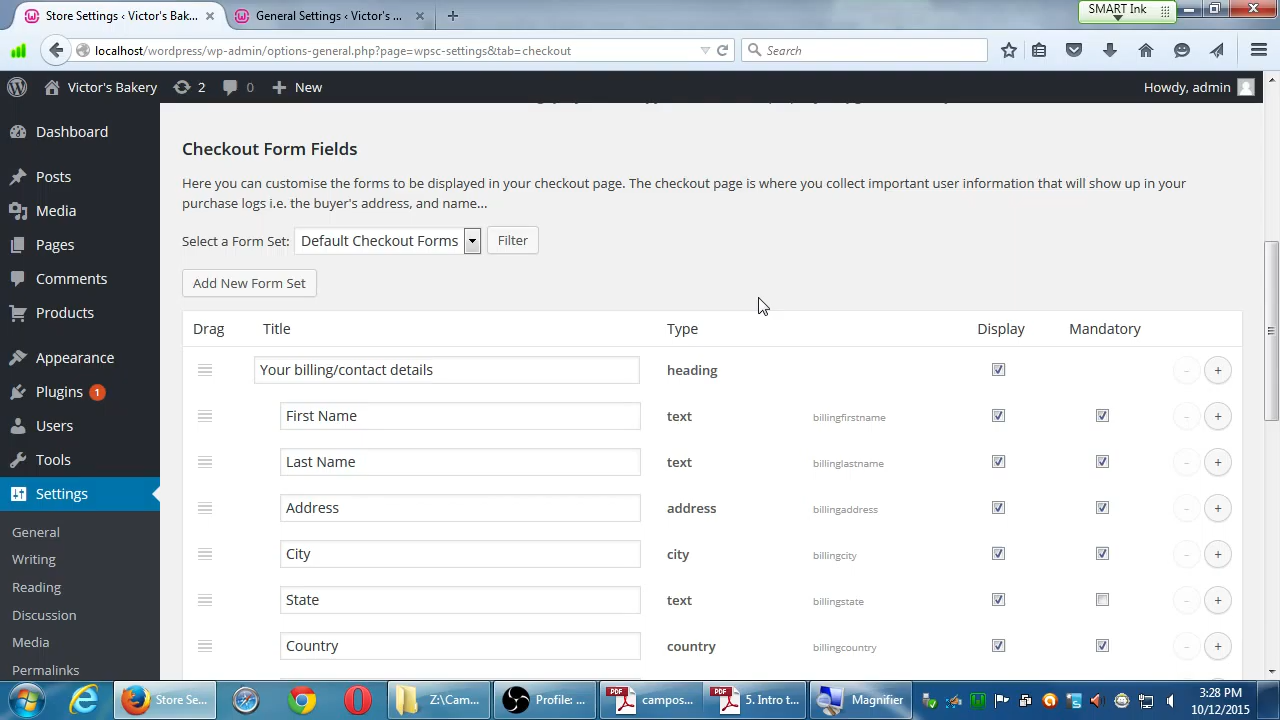 Store Settings ‹ Victor's Bak...
General Settings ‹ Victor's ...
SMART Ink
localhost/wordpress/wp-admin/options-general.php?page=wpsc-settings&tab=checkout
Search
Victor's Bakery
2
0
New
Howdy, admin
Dashboard
Posts
Media
Pages
Comments
Products
Appearance
Plugins 1
Users
Tools
Settings
General
Writing
Reading
Discussion
Media
Permalinks
Checkout Form Fields
Here you can customise the forms to be displayed in your checkout page. The checkout page is where you collect important user information that will show up in your
purchase logs i.e. the buyer's address, and name...
Select a Form Set: Default Checkout Forms Filter
Add New Form Set
Drag Title Type Display Mandatory
Your billing/contact details heading − +
First Name text billingfirstname − +
Last Name text billinglastname − +
Address address billingaddress − +
City city billingcity − +
State text billingstate − +
Country country billingcountry − +
Store Se...
Z:\Cam...
Profile: ...
PDF campos...
PDF 5. Intro t...
Magnifier
3:28 PM
10/12/2015